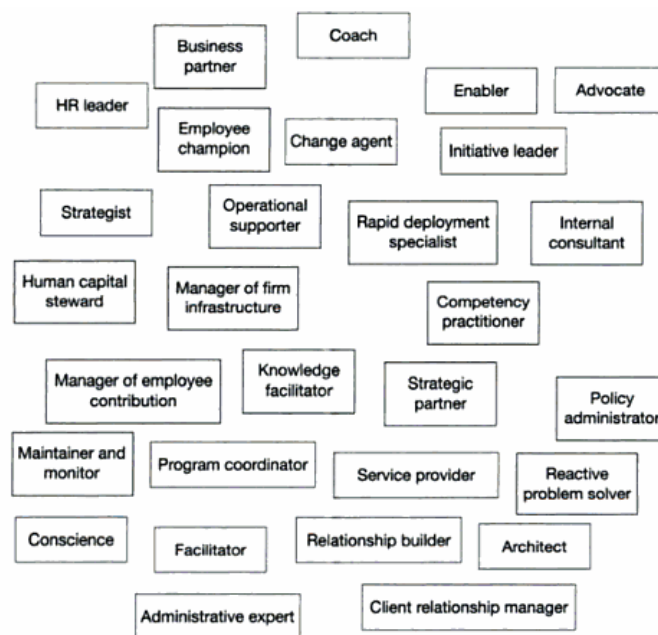 Coach
Business
partner
Enabler
Advocate
HR leader
Employee
champion
Change agent
Initiative leader
Strategist
Operational
supporter
Rapid deployment
specialist
Internal
consultant
Human capital
steward
Manager of firm
infrastructure
Competency
practitioner
Manager of employee
contribution
Knowledge
facilitator
Strategic
partner
Policy
administrator
Maintainer and
monitor
Program coordinator
Service provider
Reactive
problem solver
Conscience
Facilitator
Relationship builder
Architect
Administrative expert
Client relationship manager